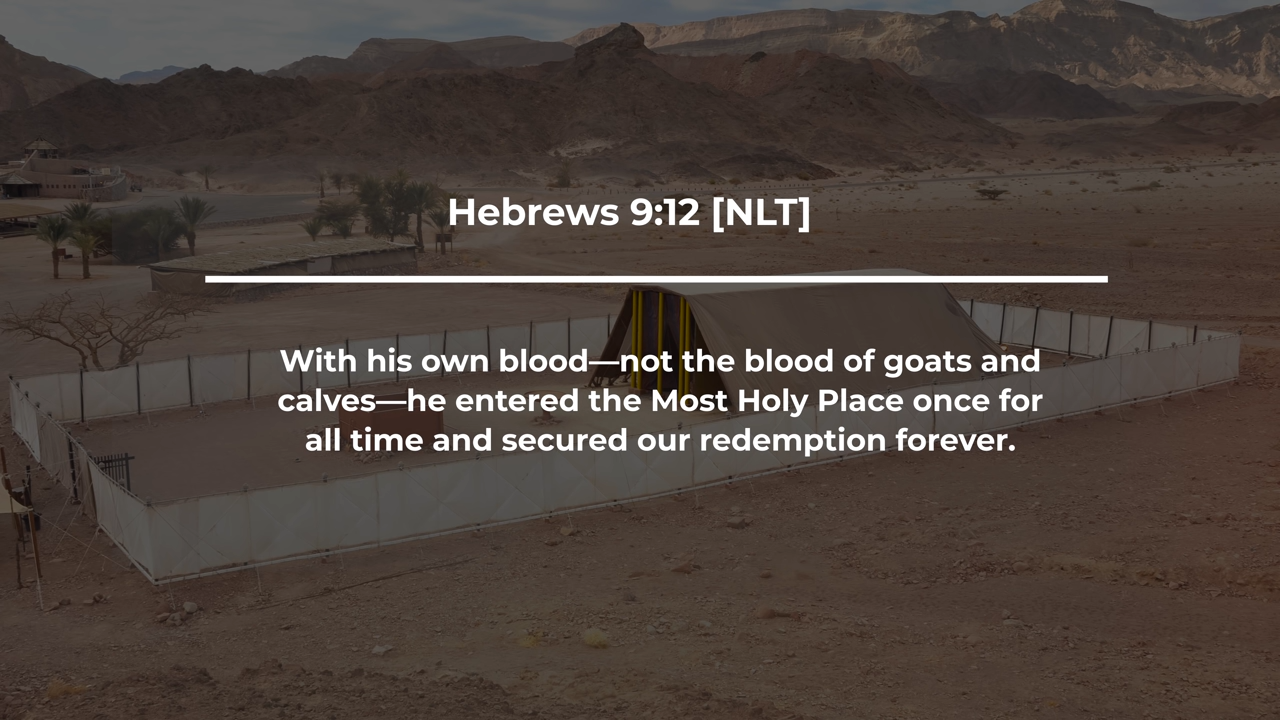 Hebrews 9:12 [NLT]
With his own blood—not the blood of goats and
calves—he entered the Most Holy Place once for
all time and secured our redemption forever.